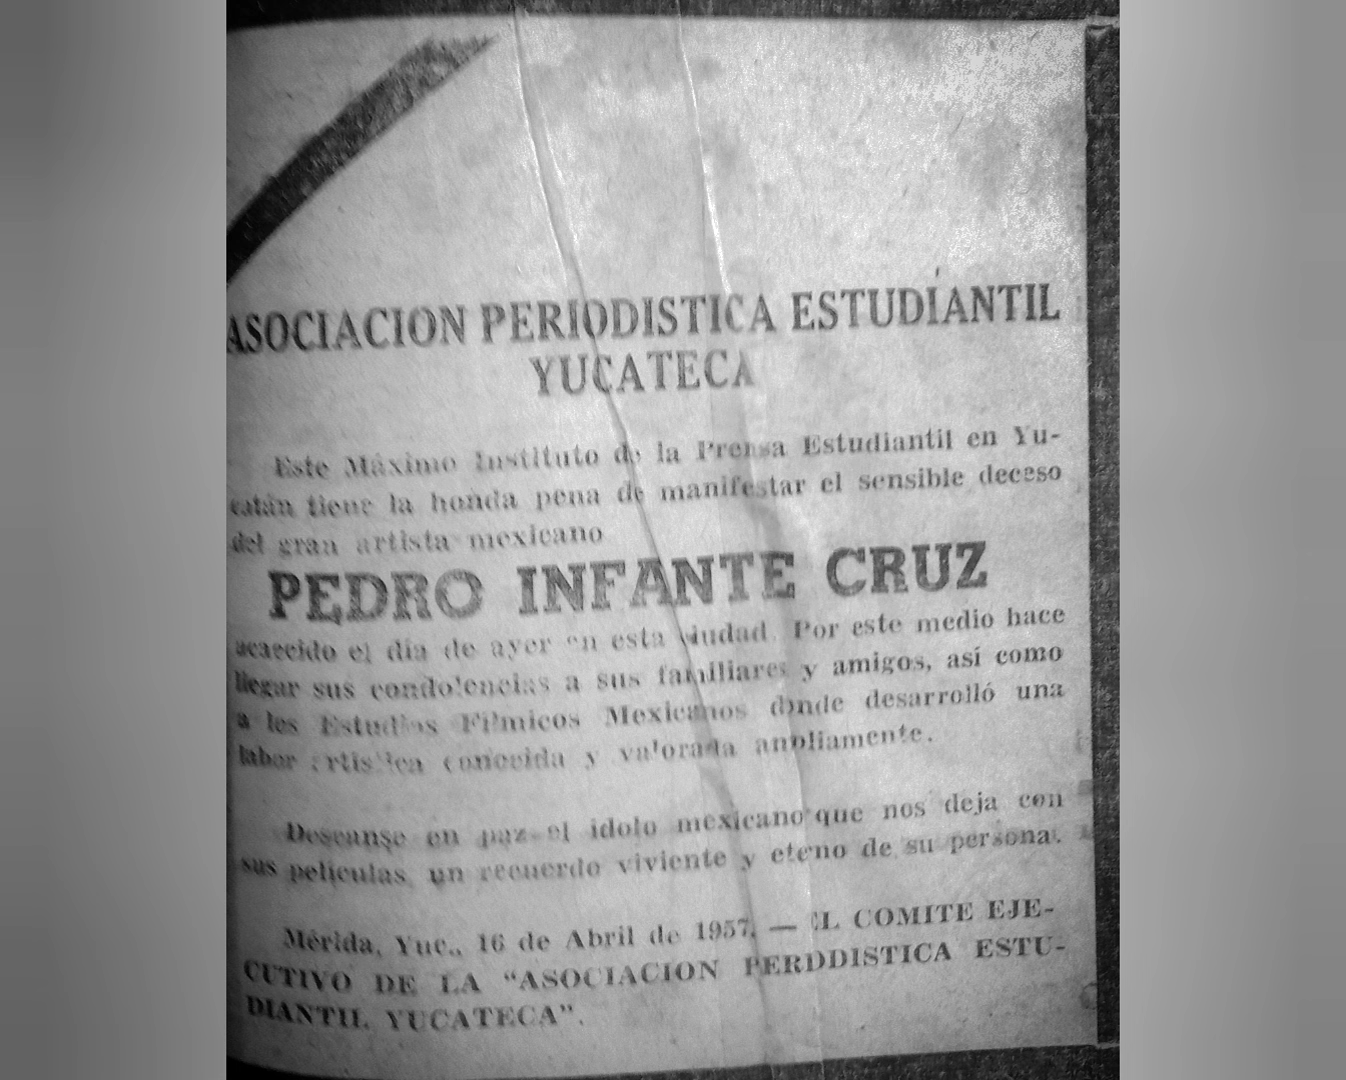 ASOCIACION PERIODISTICA ESTUDIANTIL
YUCATECA
Este Máximo Instituto de la Prensa Estudiantil en Yu-
catán tiene la honda pena de manifestar el sensible deceso
del gran artista mexicano
PEDRO INFANTE CRUZ
acaecido el día de ayer en esta ciudad. Por este medio hace
llegar sus condolencias a sus familiares y amigos, así como
a los Estudios Fílmicos Mexicanos donde desarrolló una
labor artística conocida y valorada ampliamente.
Descanse en paz el idolo mexicano que nos deja con
sus películas un recuerdo viviente y eteno de su persona.
Mérida, Yuc., 16 de Abril de 1957. — EL COMITE EJE-
CUTIVO DE LA “ASOCIACION PERDDISTICA ESTU-
DIANTIL YUCATECA”.